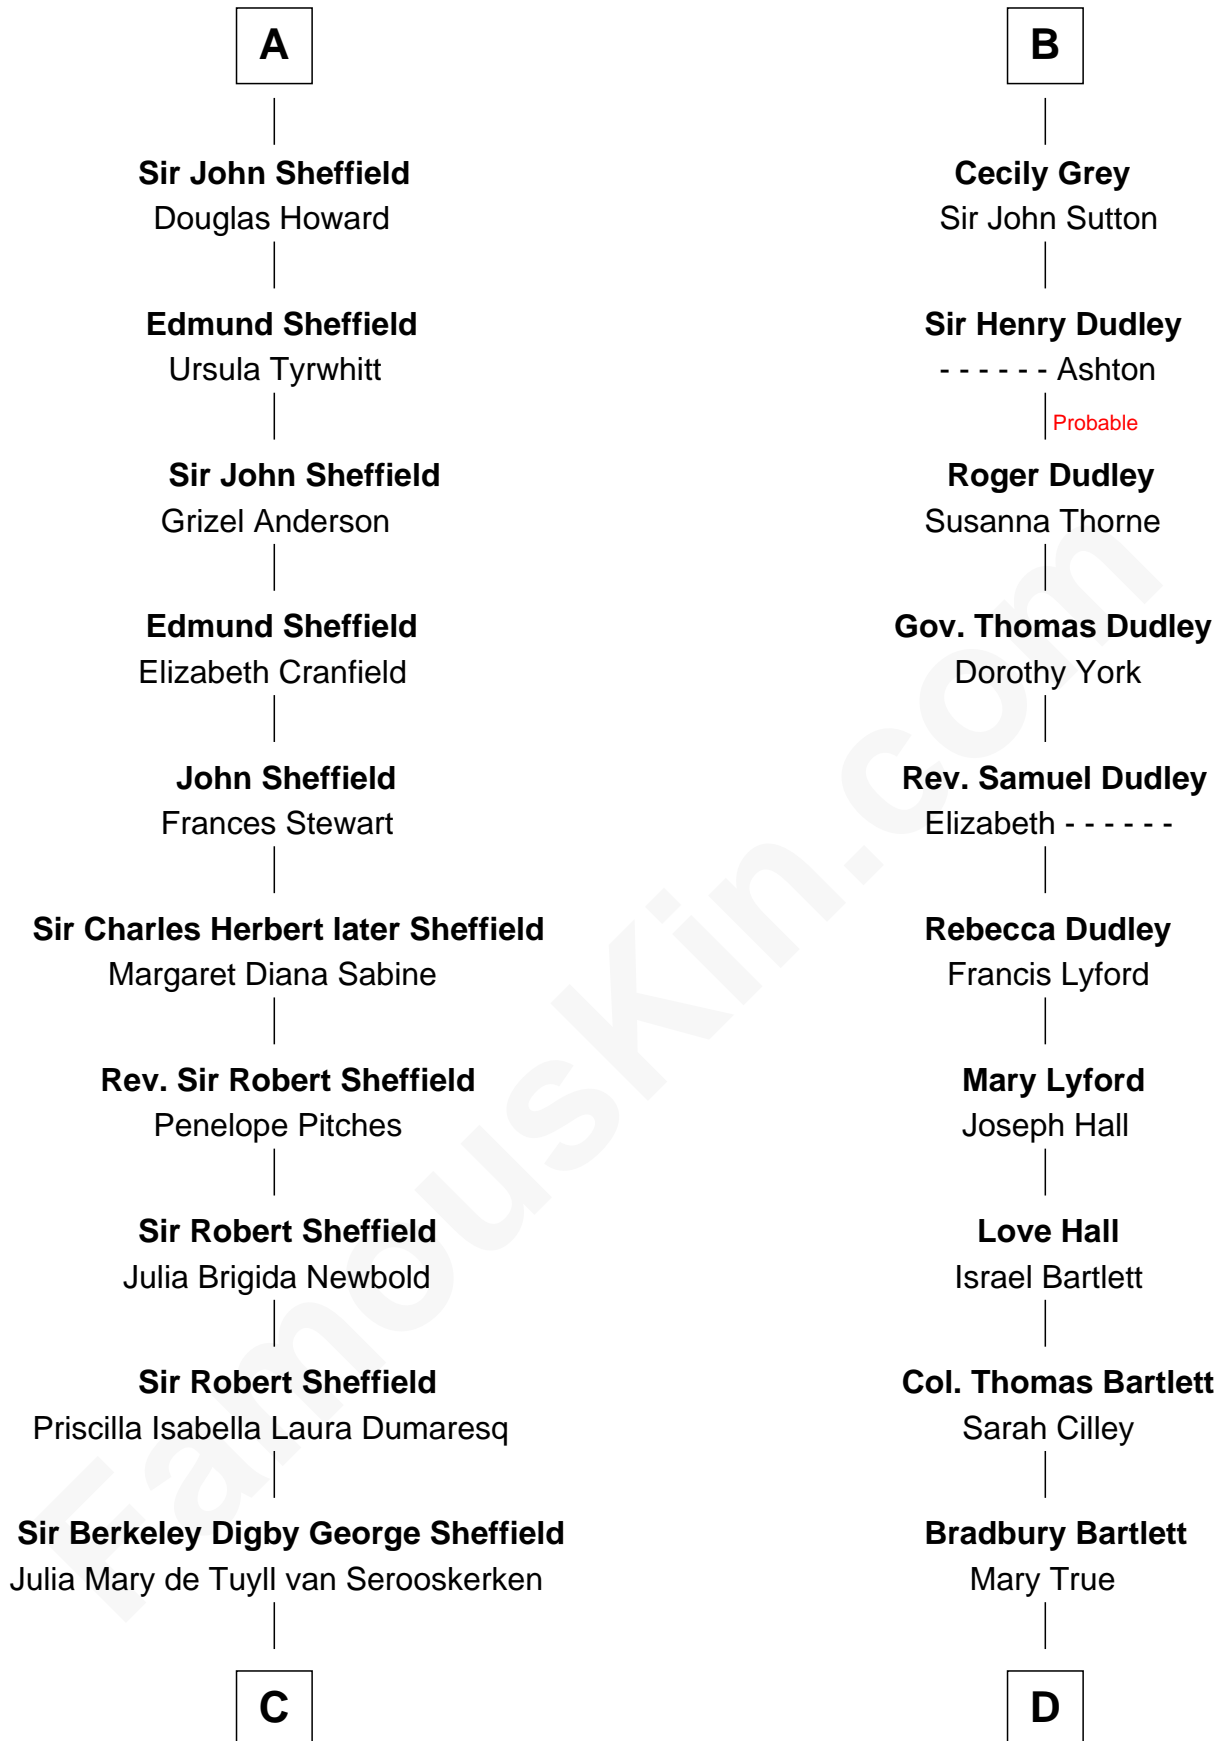 A
Sir John Sheffield
Douglas Howard
Edmund Sheffield
Ursula Tyrwhitt
Sir John Sheffield
Grizel Anderson
Edmund Sheffield
Elizabeth Cranfield
John Sheffield
Frances Stewart
Sir Charles Herbert later Sheffield
Margaret Diana Sabine
Rev. Sir Robert Sheffield
Penelope Pitches
Sir Robert Sheffield
Julia Brigida Newbold
Sir Robert Sheffield
Priscilla Isabella Laura Dumaresq
Sir Berkeley Digby George Sheffield
Julia Mary de Tuyll van Serooskerken
C
B
Cecily Grey
Sir John Sutton
Sir Henry Dudley
- - - - - - Ashton
Probable
Roger Dudley
Susanna Thorne
Gov. Thomas Dudley
Dorothy York
Rev. Samuel Dudley
Elizabeth - - - - - -
Rebecca Dudley
Francis Lyford
Mary Lyford
Joseph Hall
Love Hall
Israel Bartlett
Col. Thomas Bartlett
Sarah Cilley
Bradbury Bartlett
Mary True
D
FamousKin.com